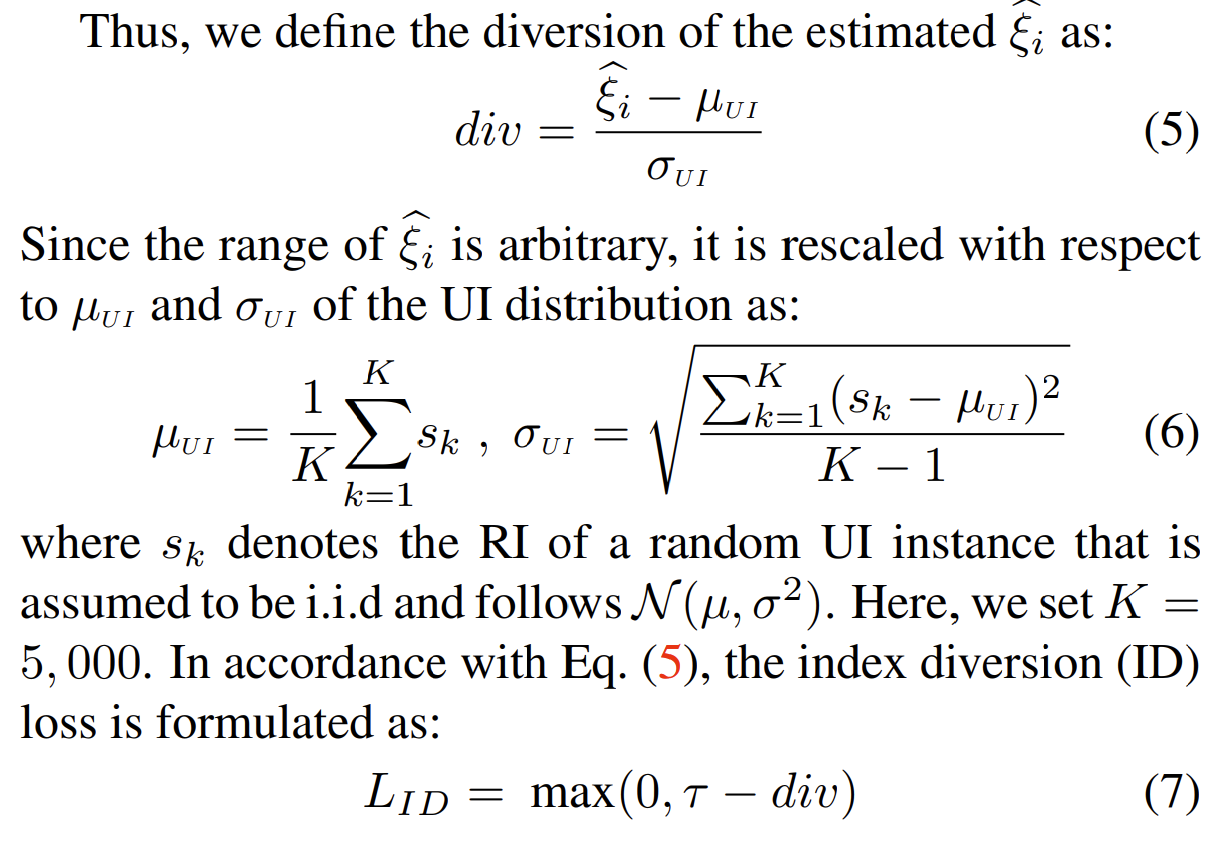 Thus, we define the diversion of the estimated $\widehat{\xi}_i$ as:
$div = \frac{\widehat{\xi}_i - \mu_{UI}}{\sigma_{UI}}$ (5)
Since the range of $\widehat{\xi}_i$ is arbitrary, it is rescaled with respect
to $\mu_{UI}$ and $\sigma_{UI}$ of the UI distribution as:
$\mu_{UI} = \frac{1}{K} \sum_{k=1}^{K} s_k \ , \ \sigma_{UI} = \sqrt{\frac{\sum_{k=1}^{K} (s_k - \mu_{UI})^2}{K - 1}}$ (6)
where $s_k$ denotes the RI of a random UI instance that is
assumed to be i.i.d and follows $\mathcal{N}(\mu, \sigma^2)$. Here, we set $K =$
$5,000$. In accordance with Eq. (5), the index diversion (ID)
loss is formulated as:
$L_{ID} = \max(0, \tau - div)$ (7)